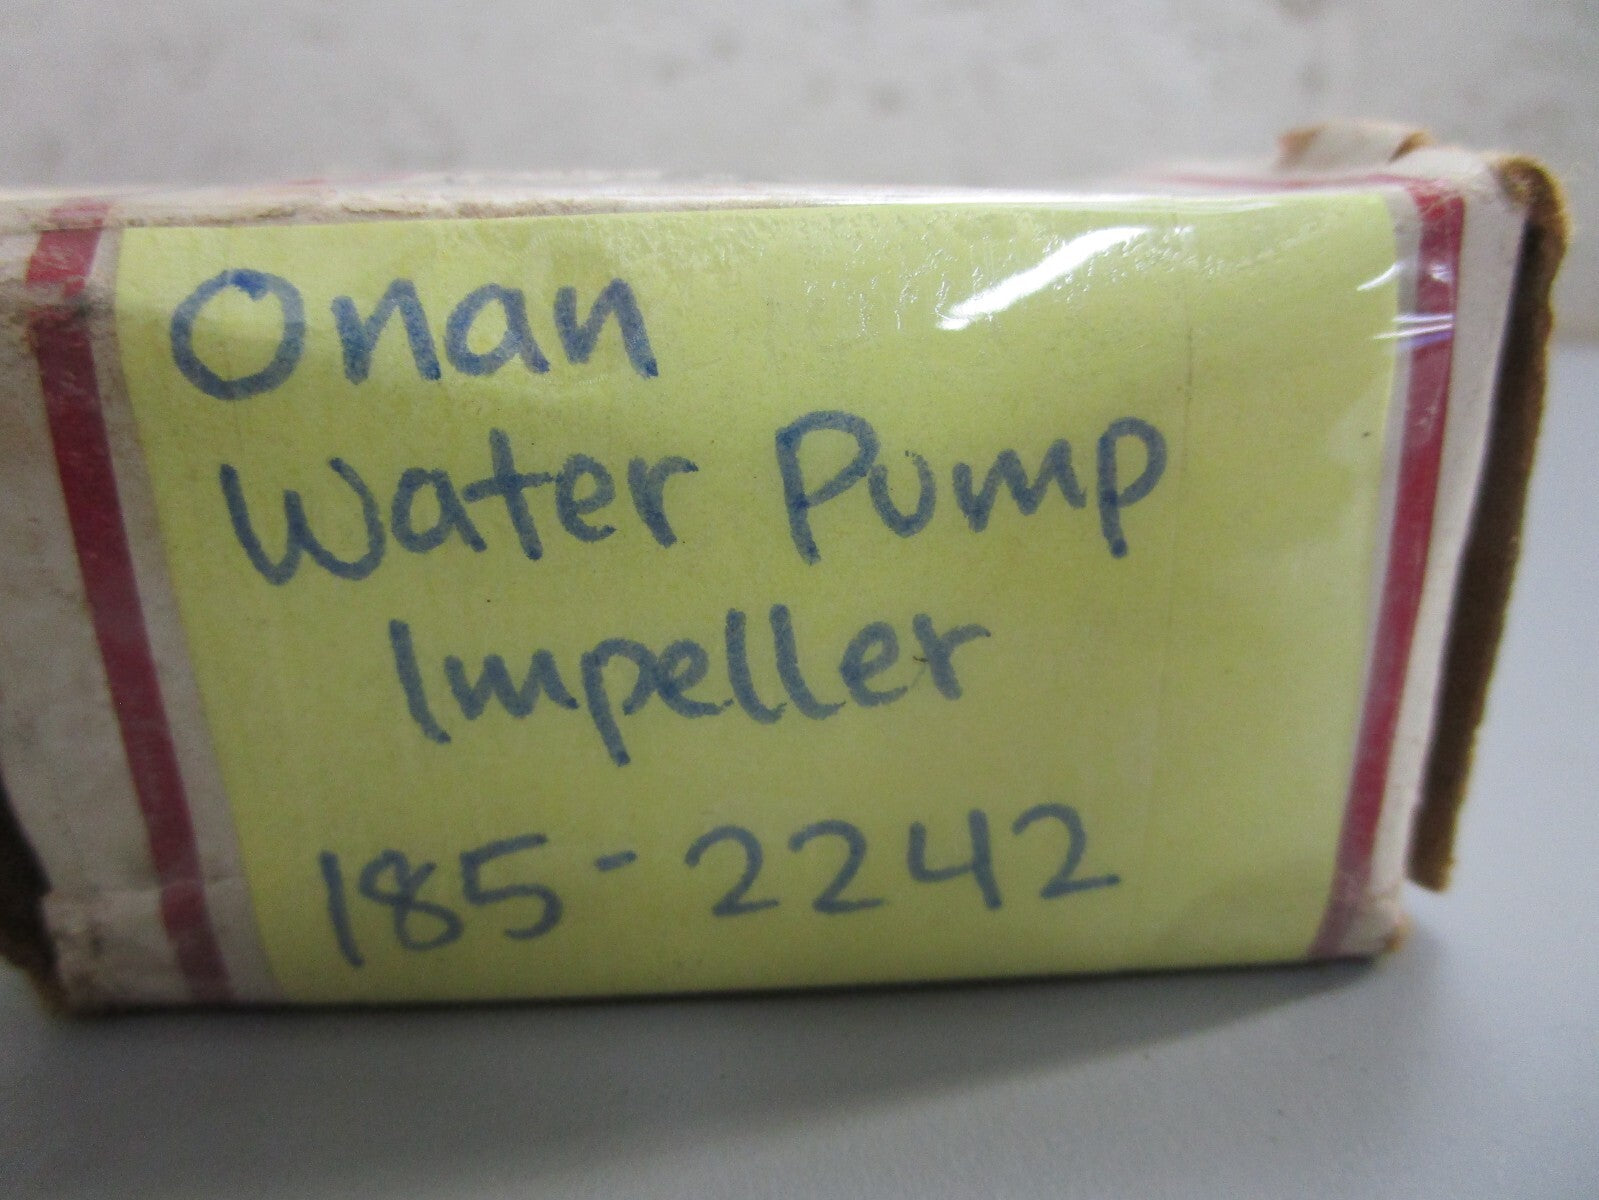 Onan
Water Pump
Impeller
185-2242